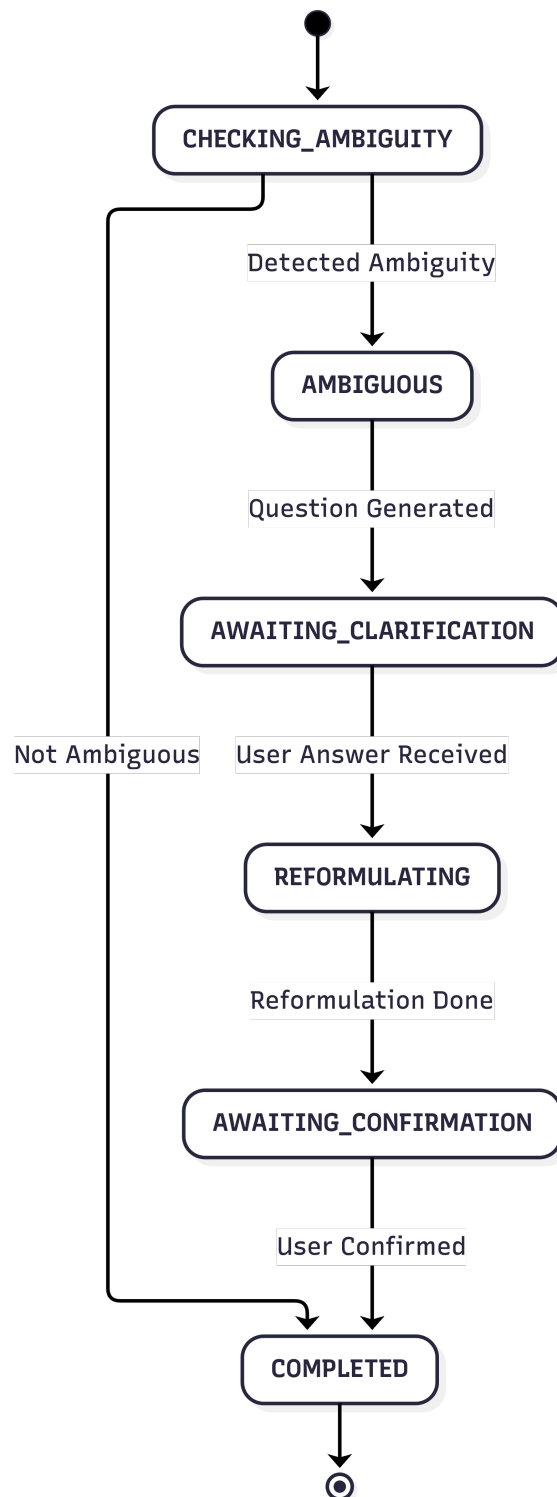 CHECKING_AMBIGUITY
Detected Ambiguity
AMBIGUOUS
Question Generated
AWAITING_CLARIFICATION
Not Ambiguous
User Answer Received
REFORMULATING
Reformulation Done
AWAITING_CONFIRMATION
User Confirmed
COMPLETED